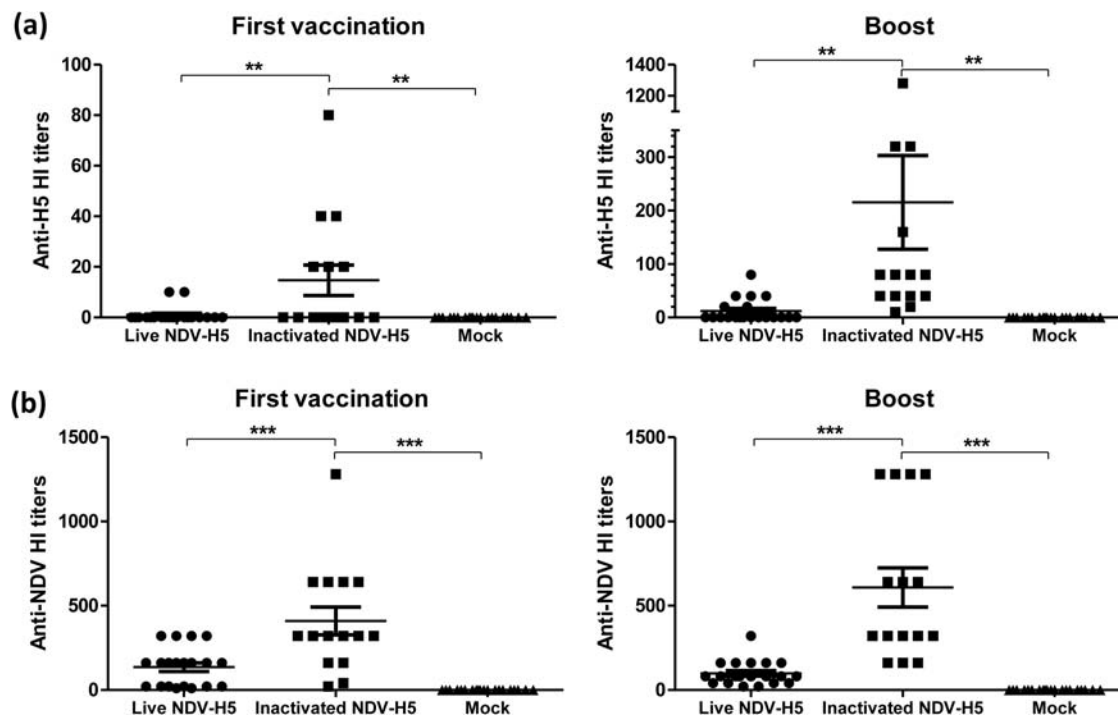 (a)
First vaccination
Boost
Anti-H5 HI titers
100
80
60
40
20
0
**
**
Live NDV-H5 Inactivated NDV-H5 Mock
Anti-H5 HI titers
1400
1200
300
200
100
0
**
**
Live NDV-H5 Inactivated NDV-H5 Mock
(b)
First vaccination
Boost
Anti-NDV HI titers
1500
1000
500
0
***
***
Live NDV-H5 Inactivated NDV-H5 Mock
Anti-NDV HI titers
1500
1000
500
0
***
***
Live NDV-H5 Inactivated NDV-H5 Mock